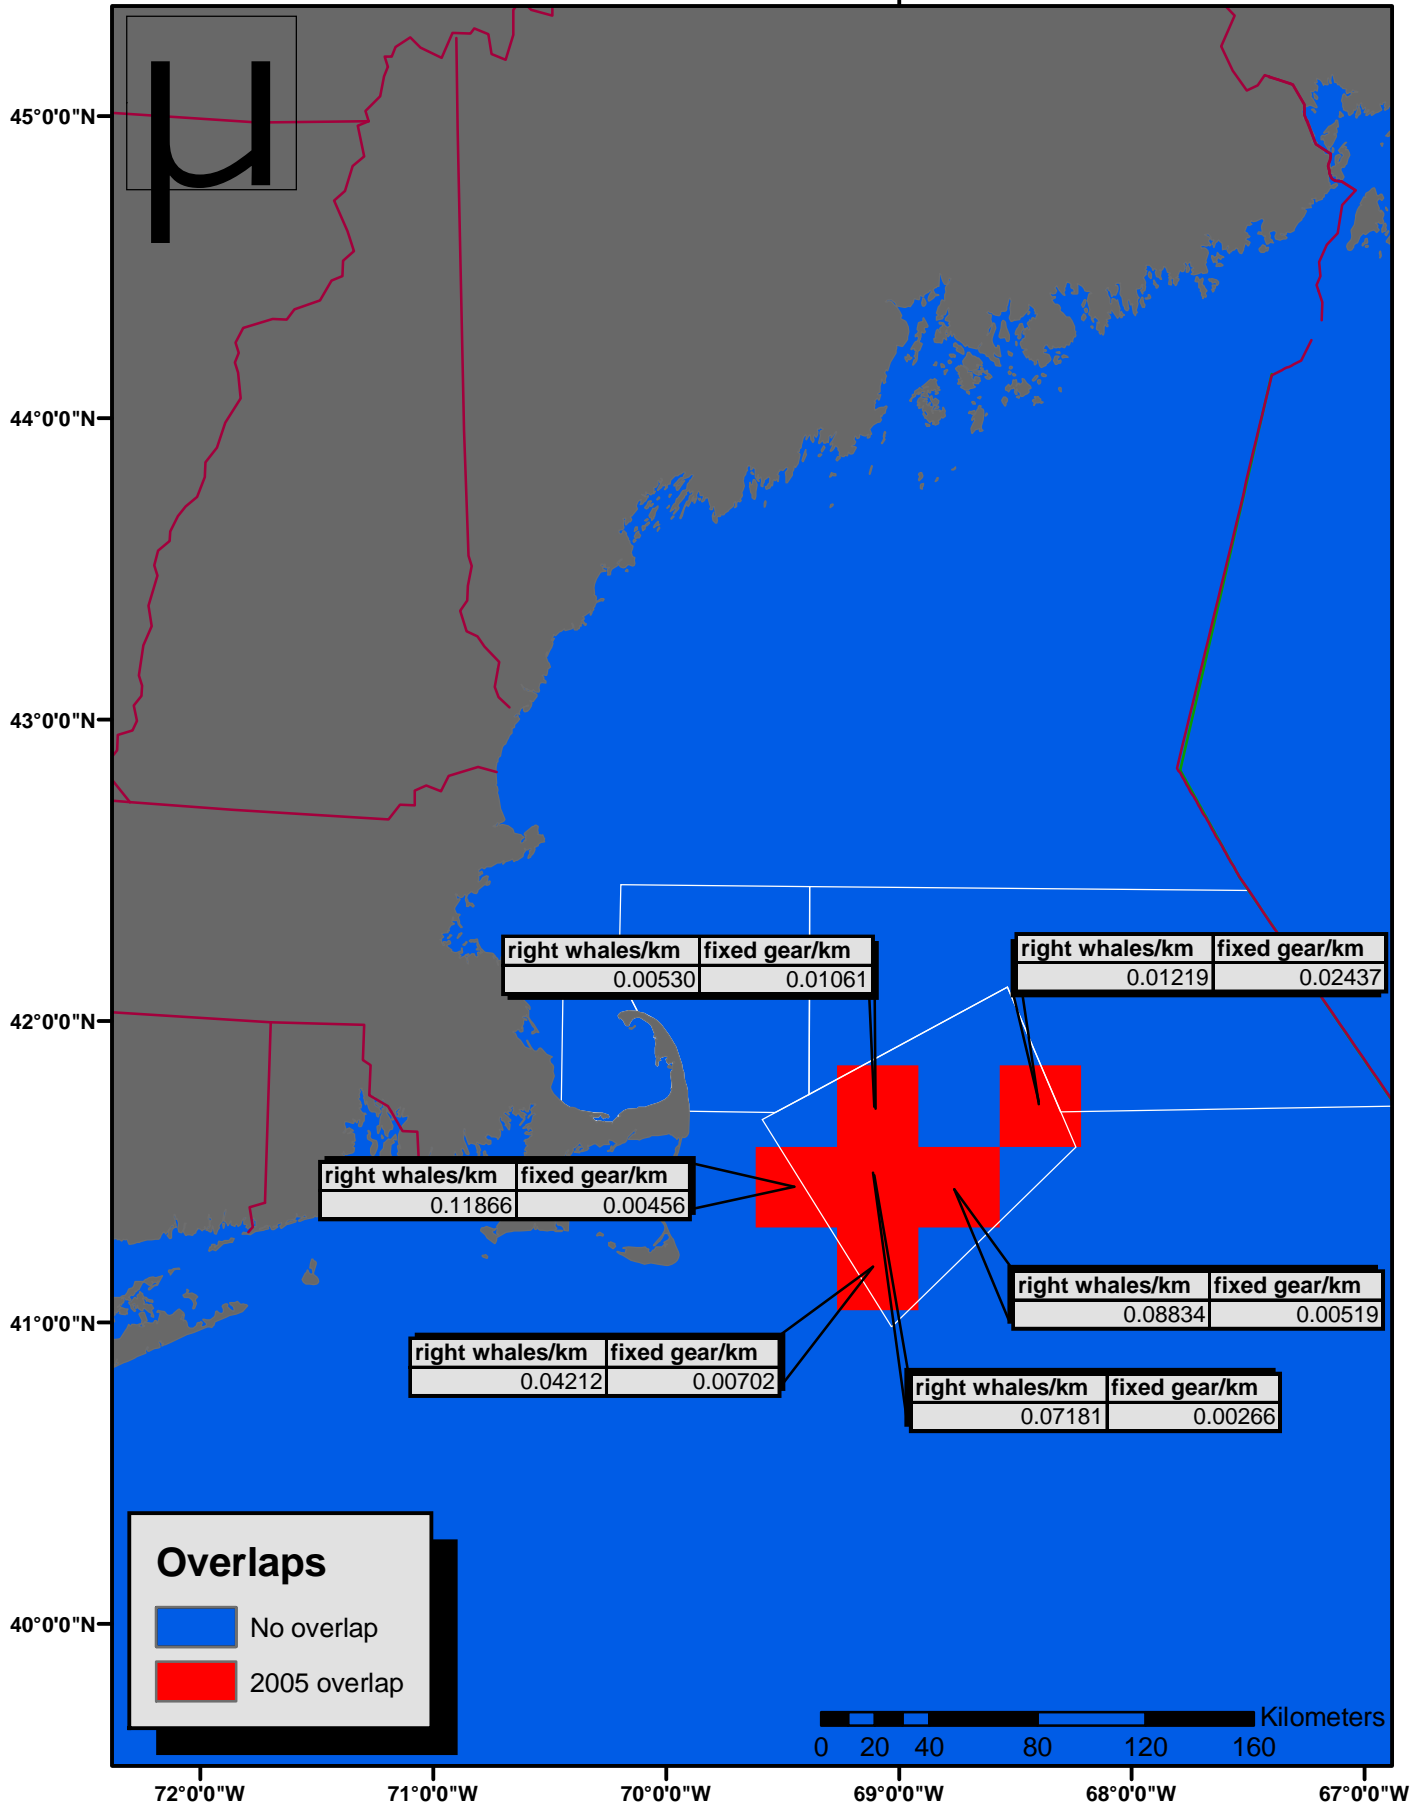 µ
45°0'0"N
44°0'0"N
43°0'0"N
42°0'0"N
41°0'0"N
40°0'0"N
right whales/km fixed gear/km
0.00530 0.01061
right whales/km fixed gear/km
0.01219 0.02437
right whales/km fixed gear/km
0.11866 0.00456
right whales/km fixed gear/km
0.08834 0.00519
right whales/km fixed gear/km
0.04212 0.00702
right whales/km fixed gear/km
0.07181 0.00266
Overlaps
No overlap
2005 overlap
Kilometers
0 20 40 80 120 160
72°0'0"W 71°0'0"W 70°0'0"W 69°0'0"W 68°0'0"W 67°0'0"W